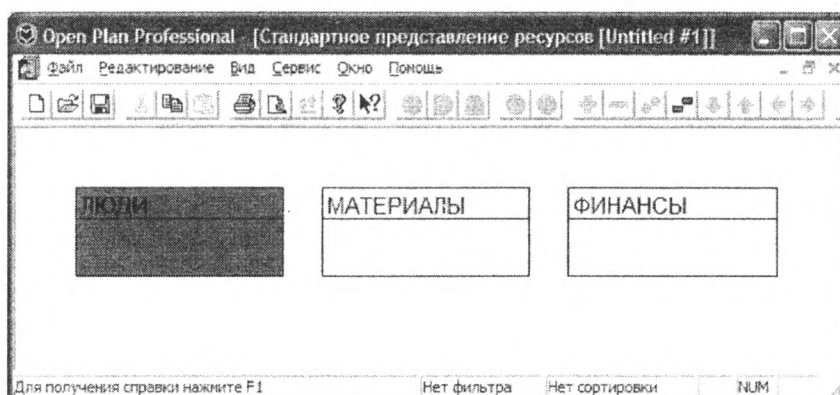 Open Plan Professional - [Стандартное представление ресурсов [Untitled #1]]
Файл Редактирование Вид Сервис Окно Помощь
ЛЮДИ МАТЕРИАЛЫ ФИНАНСЫ
Для получения справки нажмите F1 Нет фильтра Нет сортировки NUM